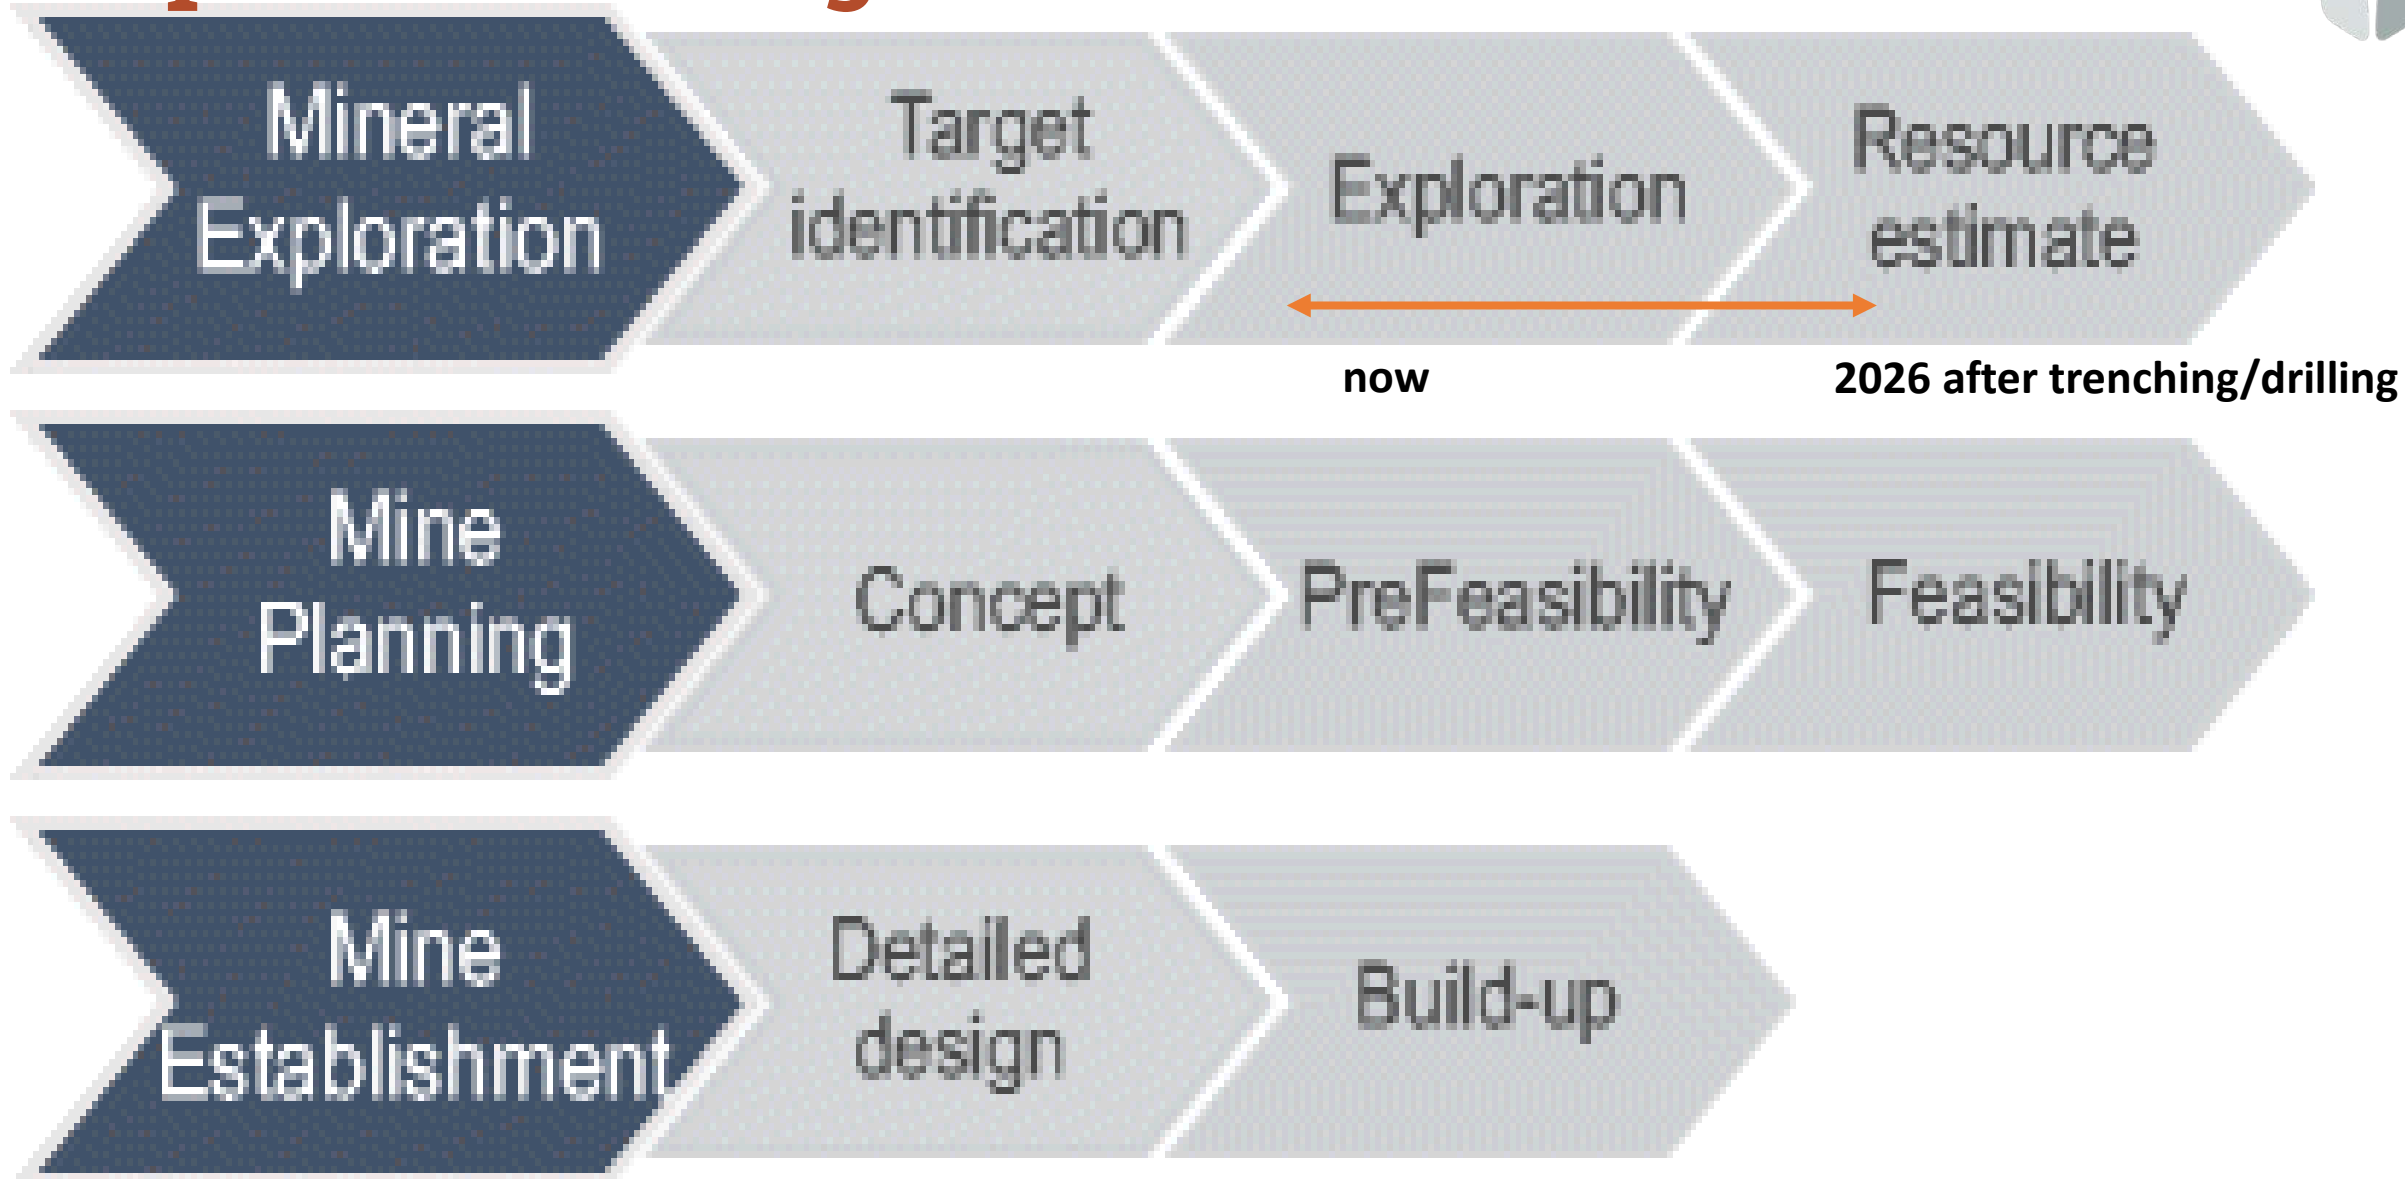 Mineral
Exploration
Target
identification
Exploration
Resource
estimate
now
2026 after trenching/drilling
Mine
Planning
Concept
PreFeasibility
Feasibility
Mine
Establishment
Detailed
design
Build-up